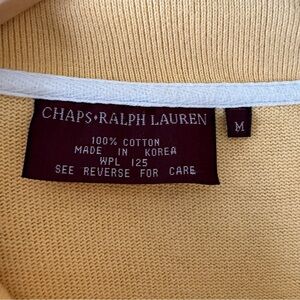 CHAPS•RALPH LAUREN
M
100% COTTON
MADE IN KOREA
WPL 125
SEE REVERSE FOR CARE